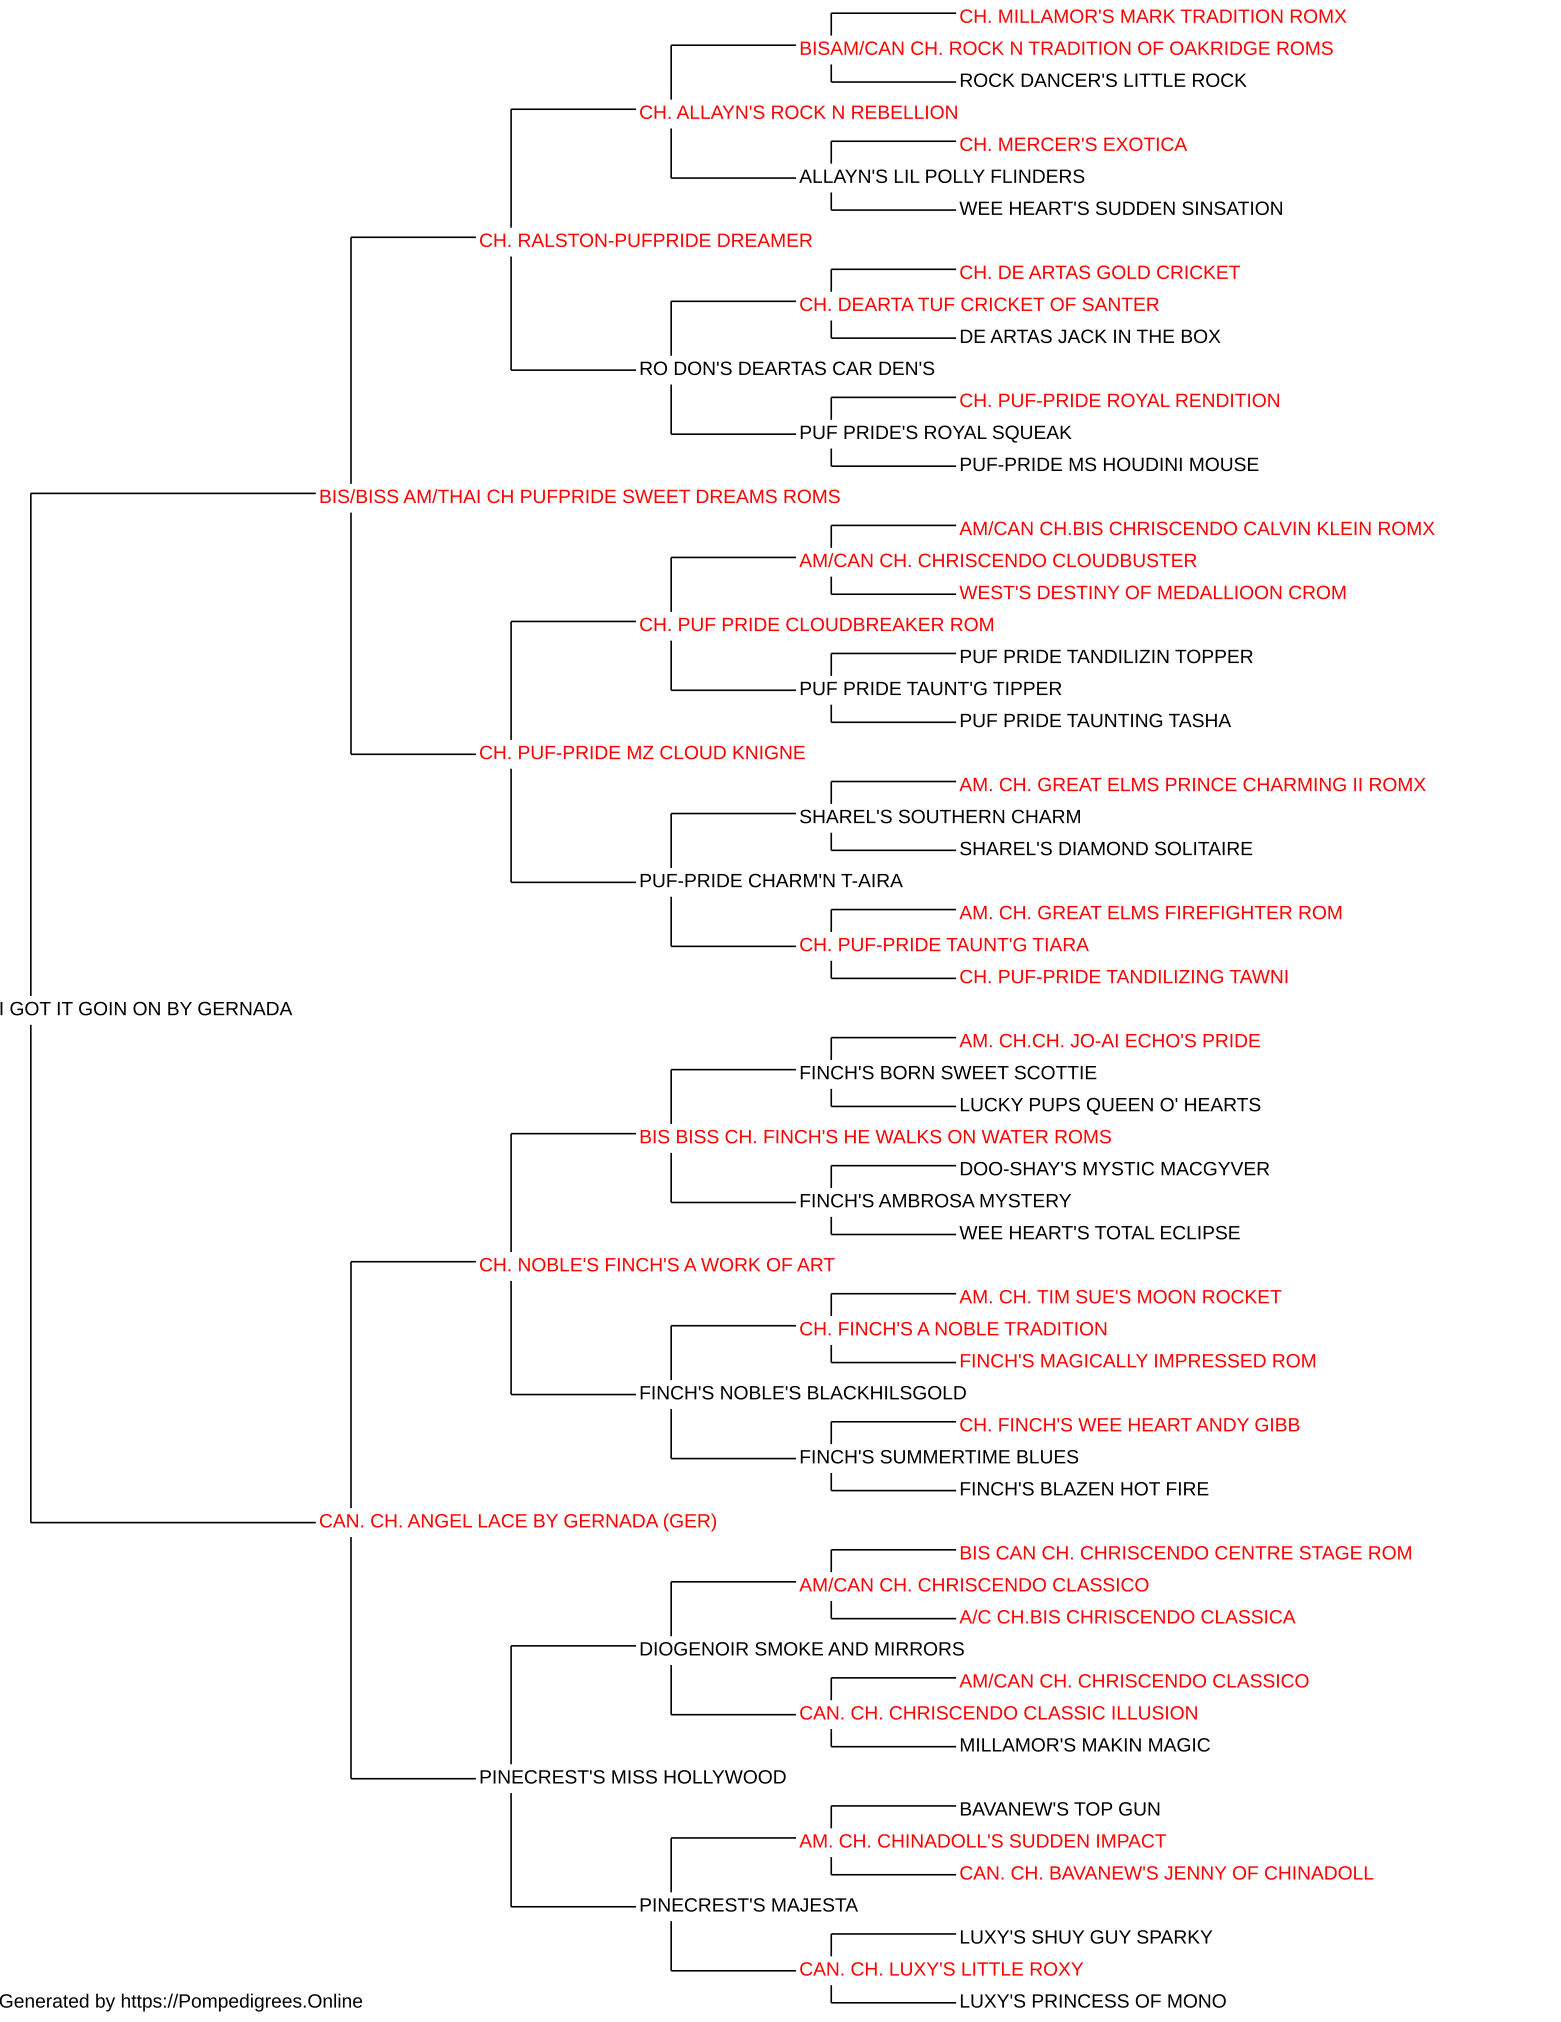 CH. MILLAMOR'S MARK TRADITION ROMX
BISAM/CAN CH. ROCK N TRADITION OF OAKRIDGE ROMS
ROCK DANCER'S LITTLE ROCK
CH. ALLAYN'S ROCK N REBELLION
CH. MERCER'S EXOTICA
ALLAYN'S LIL POLLY FLINDERS
WEE HEART'S SUDDEN SINSATION
CH. RALSTON-PUFPRIDE DREAMER
CH. DE ARTAS GOLD CRICKET
CH. DEARTA TUF CRICKET OF SANTER
DE ARTAS JACK IN THE BOX
RO DON'S DEARTAS CAR DEN'S
CH. PUF-PRIDE ROYAL RENDITION
PUF PRIDE'S ROYAL SQUEAK
PUF-PRIDE MS HOUDINI MOUSE
BIS/BISS AM/THAI CH PUFPRIDE SWEET DREAMS ROMS
AM/CAN CH.BIS CHRISCENDO CALVIN KLEIN ROMX
AM/CAN CH. CHRISCENDO CLOUDBUSTER
WEST'S DESTINY OF MEDALLIOON CROM
CH. PUF PRIDE CLOUDBREAKER ROM
PUF PRIDE TANDILIZIN TOPPER
PUF PRIDE TAUNT'G TIPPER
PUF PRIDE TAUNTING TASHA
CH. PUF-PRIDE MZ CLOUD KNIGNE
AM. CH. GREAT ELMS PRINCE CHARMING II ROMX
SHAREL'S SOUTHERN CHARM
SHAREL'S DIAMOND SOLITAIRE
PUF-PRIDE CHARM'N T-AIRA
AM. CH. GREAT ELMS FIREFIGHTER ROM
CH. PUF-PRIDE TAUNT'G TIARA
CH. PUF-PRIDE TANDILIZING TAWNI
I GOT IT GOIN ON BY GERNADA
AM. CH.CH. JO-AI ECHO'S PRIDE
FINCH'S BORN SWEET SCOTTIE
LUCKY PUPS QUEEN O' HEARTS
BIS BISS CH. FINCH'S HE WALKS ON WATER ROMS
DOO-SHAY'S MYSTIC MACGYVER
FINCH'S AMBROSA MYSTERY
WEE HEART'S TOTAL ECLIPSE
CH. NOBLE'S FINCH'S A WORK OF ART
AM. CH. TIM SUE'S MOON ROCKET
CH. FINCH'S A NOBLE TRADITION
FINCH'S MAGICALLY IMPRESSED ROM
FINCH'S NOBLE'S BLACKHILSGOLD
CH. FINCH'S WEE HEART ANDY GIBB
FINCH'S SUMMERTIME BLUES
FINCH'S BLAZEN HOT FIRE
CAN. CH. ANGEL LACE BY GERNADA (GER)
BIS CAN CH. CHRISCENDO CENTRE STAGE ROM
AM/CAN CH. CHRISCENDO CLASSICO
A/C CH.BIS CHRISCENDO CLASSICA
DIOGENOIR SMOKE AND MIRRORS
AM/CAN CH. CHRISCENDO CLASSICO
CAN. CH. CHRISCENDO CLASSIC ILLUSION
MILLAMOR'S MAKIN MAGIC
PINECREST'S MISS HOLLYWOOD
BAVANEW'S TOP GUN
AM. CH. CHINADOLL'S SUDDEN IMPACT
CAN. CH. BAVANEW'S JENNY OF CHINADOLL
PINECREST'S MAJESTA
LUXY'S SHUY GUY SPARKY
CAN. CH. LUXY'S LITTLE ROXY
LUXY'S PRINCESS OF MONO
Generated by https://Pompedigrees.Online